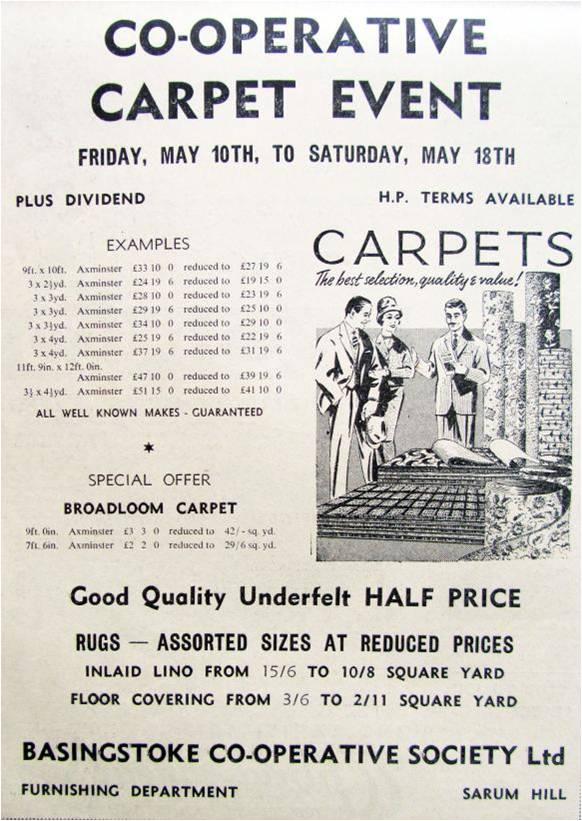 CO-OPERATIVE
CARPET EVENT
FRIDAY, MAY 10TH, TO SATURDAY, MAY 18TH
PLUS DIVIDEND H.P. TERMS AVAILABLE
EXAMPLES
9ft. x 10ft. Axminster £33 10 0 reduced to £27 19 6
3 x 2½yd. Axminster £24 19 6 reduced to £19 15 0
3 x 3yd. Axminster £28 10 0 reduced to £23 19 6
3 x 3yd. Axminster £29 19 6 reduced to £25 10 0
3 x 3½yd. Axminster £34 10 0 reduced to £29 10 0
3 x 4yd. Axminster £25 19 6 reduced to £22 19 6
3 x 4yd. Axminster £37 19 6 reduced to £31 19 6
11ft. 9in. x 12ft. 0in.
Axminster £47 10 0 reduced to £39 19 6
3½ x 4½yd. Axminster £51 15 0 reduced to £41 10 0
ALL WELL KNOWN MAKES - GUARANTEED
CARPETS
The best selection, quality & value!
SPECIAL OFFER
BROADLOOM CARPET
9ft. 0in. Axminster £3 3 0 reduced to 42/- sq. yd.
7ft. 6in. Axminster £2 2 0 reduced to 29/6 sq. yd.
Good Quality Underfelt HALF PRICE
RUGS — ASSORTED SIZES AT REDUCED PRICES
INLAID LINO FROM 15/6 TO 10/8 SQUARE YARD
FLOOR COVERING FROM 3/6 TO 2/11 SQUARE YARD
BASINGSTOKE CO-OPERATIVE SOCIETY Ltd
FURNISHING DEPARTMENT SARUM HILL